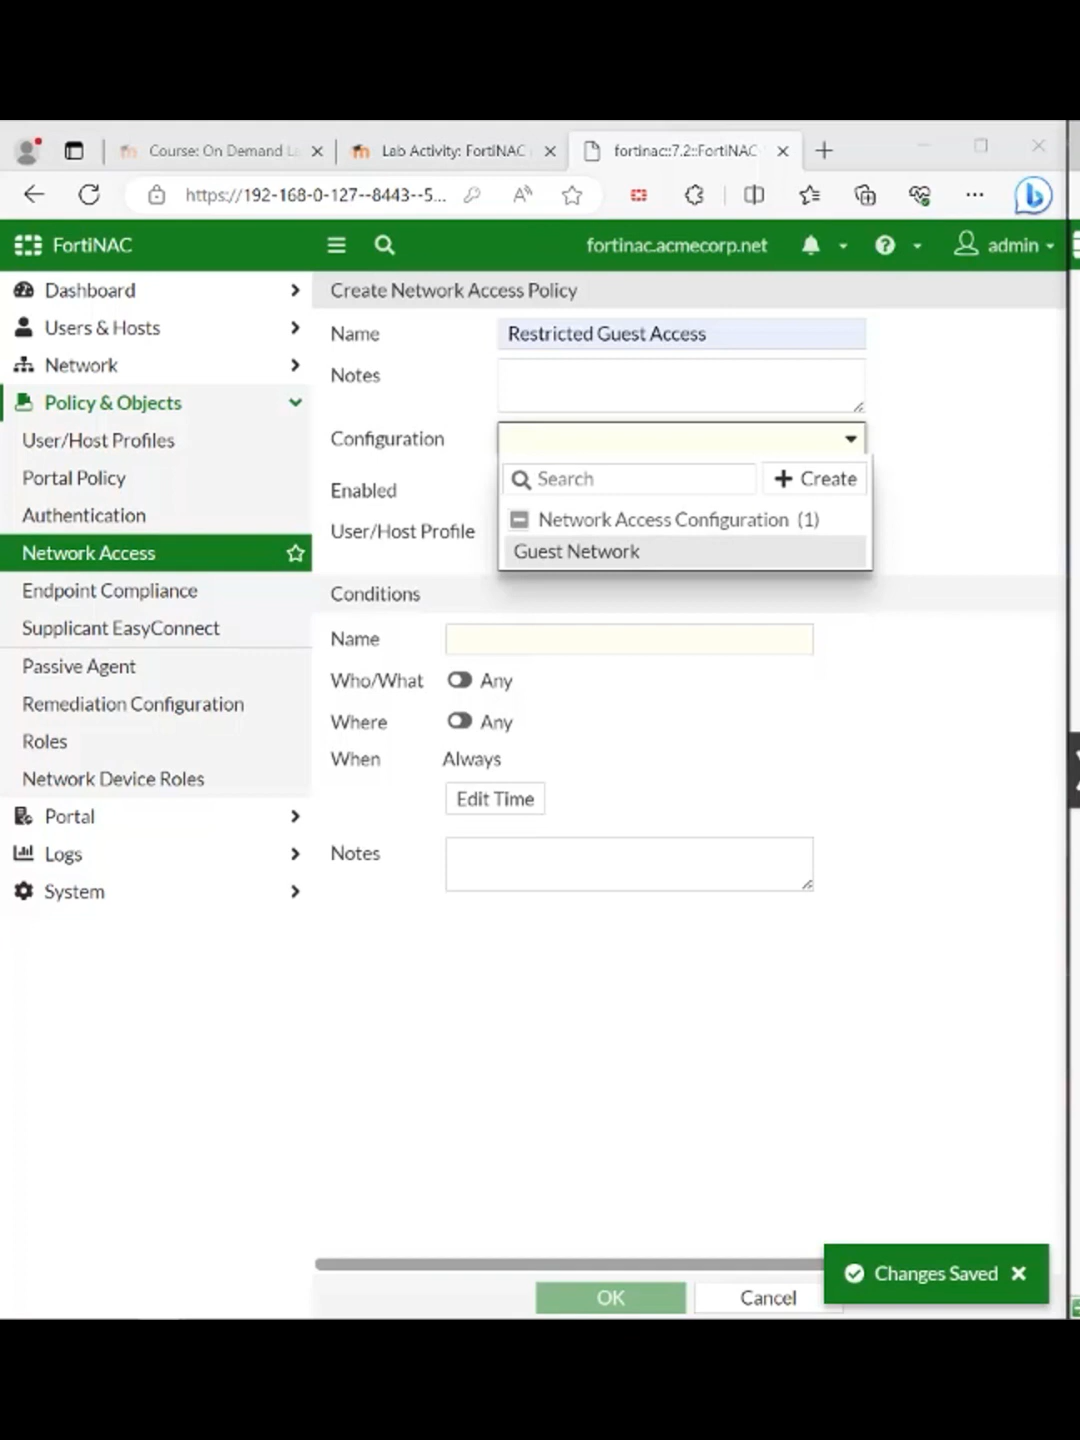 Course: On Demand La
Lab Activity: FortiNAC
fortinac::7.2::FortiNAC
https://192-168-0-127--8443--5...
FortiNAC
fortinac.acmecorp.net
admin
Dashboard
Users & Hosts
Network
Policy & Objects
User/Host Profiles
Portal Policy
Authentication
Network Access
Endpoint Compliance
Supplicant EasyConnect
Passive Agent
Remediation Configuration
Roles
Network Device Roles
Portal
Logs
System
Create Network Access Policy
Name
Restricted Guest Access
Notes
Configuration
Search
Create
Enabled
Network Access Configuration (1)
User/Host Profile
Guest Network
Conditions
Name
Who/What
Any
Where
Any
When
Always
Edit Time
Notes
Changes Saved
OK
Cancel